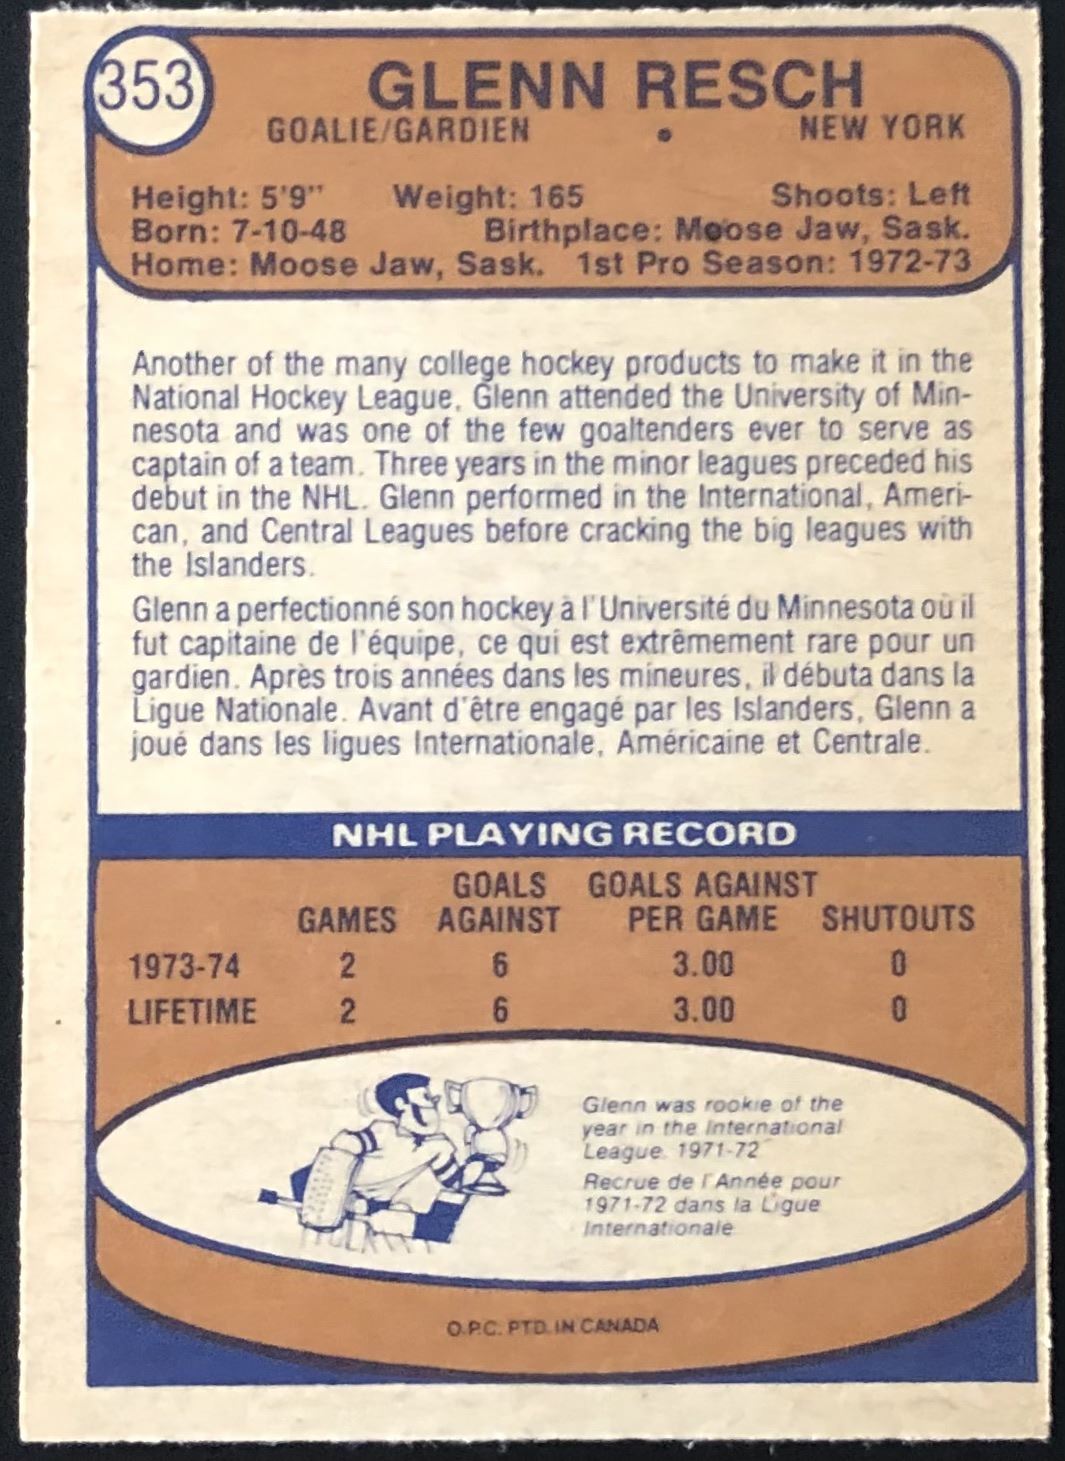 353
GLENN RESCH
GOALIE/GARDIEN • NEW YORK
Height: 5'9" Weight: 165 Shoots: Left
Born: 7-10-48 Birthplace: Moose Jaw, Sask.
Home: Moose Jaw, Sask. 1st Pro Season: 1972-73
Another of the many college hockey products to make it in the
National Hockey League, Glenn attended the University of Min-
nesota and was one of the few goaltenders ever to serve as
captain of a team. Three years in the minor leagues preceded his
debut in the NHL. Glenn performed in the International, Ameri-
can, and Central Leagues before cracking the big leagues with
the Islanders.
Glenn a perfectionné son hockey à l'Université du Minnesota où il
fut capitaine de l'équipe, ce qui est extrêmement rare pour un
gardien. Après trois années dans les mineures, il débuta dans la
Ligue Nationale. Avant d'être engagé par les Islanders, Glenn a
joué dans les ligues Internationale, Américaine et Centrale.
NHL PLAYING RECORD
GOALS GOALS AGAINST
GAMES AGAINST PER GAME SHUTOUTS
1973-74 2 6 3.00 0
LIFETIME 2 6 3.00 0
Glenn was rookie of the
year in the International
League. 1971-72
Recrue de l'Année pour
1971-72 dans la Ligue
Internationale
O.P.C. PTD. IN CANADA